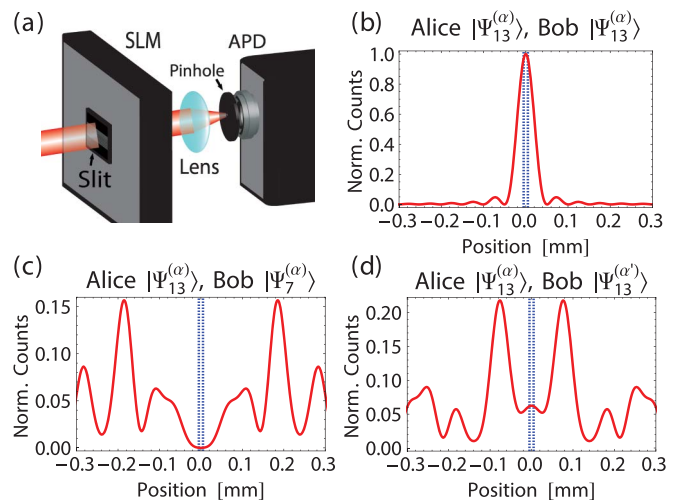 (a)
SLM
APD
Pinhole
Lens
Slit
(b)
Alice |Ψ₁₃^(α)⟩, Bob |Ψ₁₃^(α)⟩
Norm. Counts
1.0
0.8
0.6
0.4
0.2
0.0
−0.3 −0.2 −0.1 0.0 0.1 0.2 0.3
Position [mm]
(c)
Alice |Ψ₁₃^(α)⟩, Bob |Ψ₇^(α)⟩
Norm. Counts
0.15
0.10
0.05
0.00
−0.3 −0.2 −0.1 0.0 0.1 0.2 0.3
Position [mm]
(d)
Alice |Ψ₁₃^(α)⟩, Bob |Ψ₁₃^(α')⟩
Norm. Counts
0.20
0.15
0.10
0.05
0.00
−0.3 −0.2 −0.1 0.0 0.1 0.2 0.3
Position [mm]